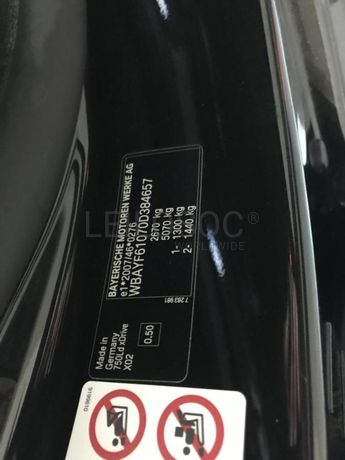 BAYERISCHE MOTOREN WERKE AG
e1*2007/46*0276
WBAYF61070D384657
2670 kg
5070 kg
1- 1300 kg
2- 1440 kg
7 263 981
Made in
Germany
750Ld xDrive
X02
0.50